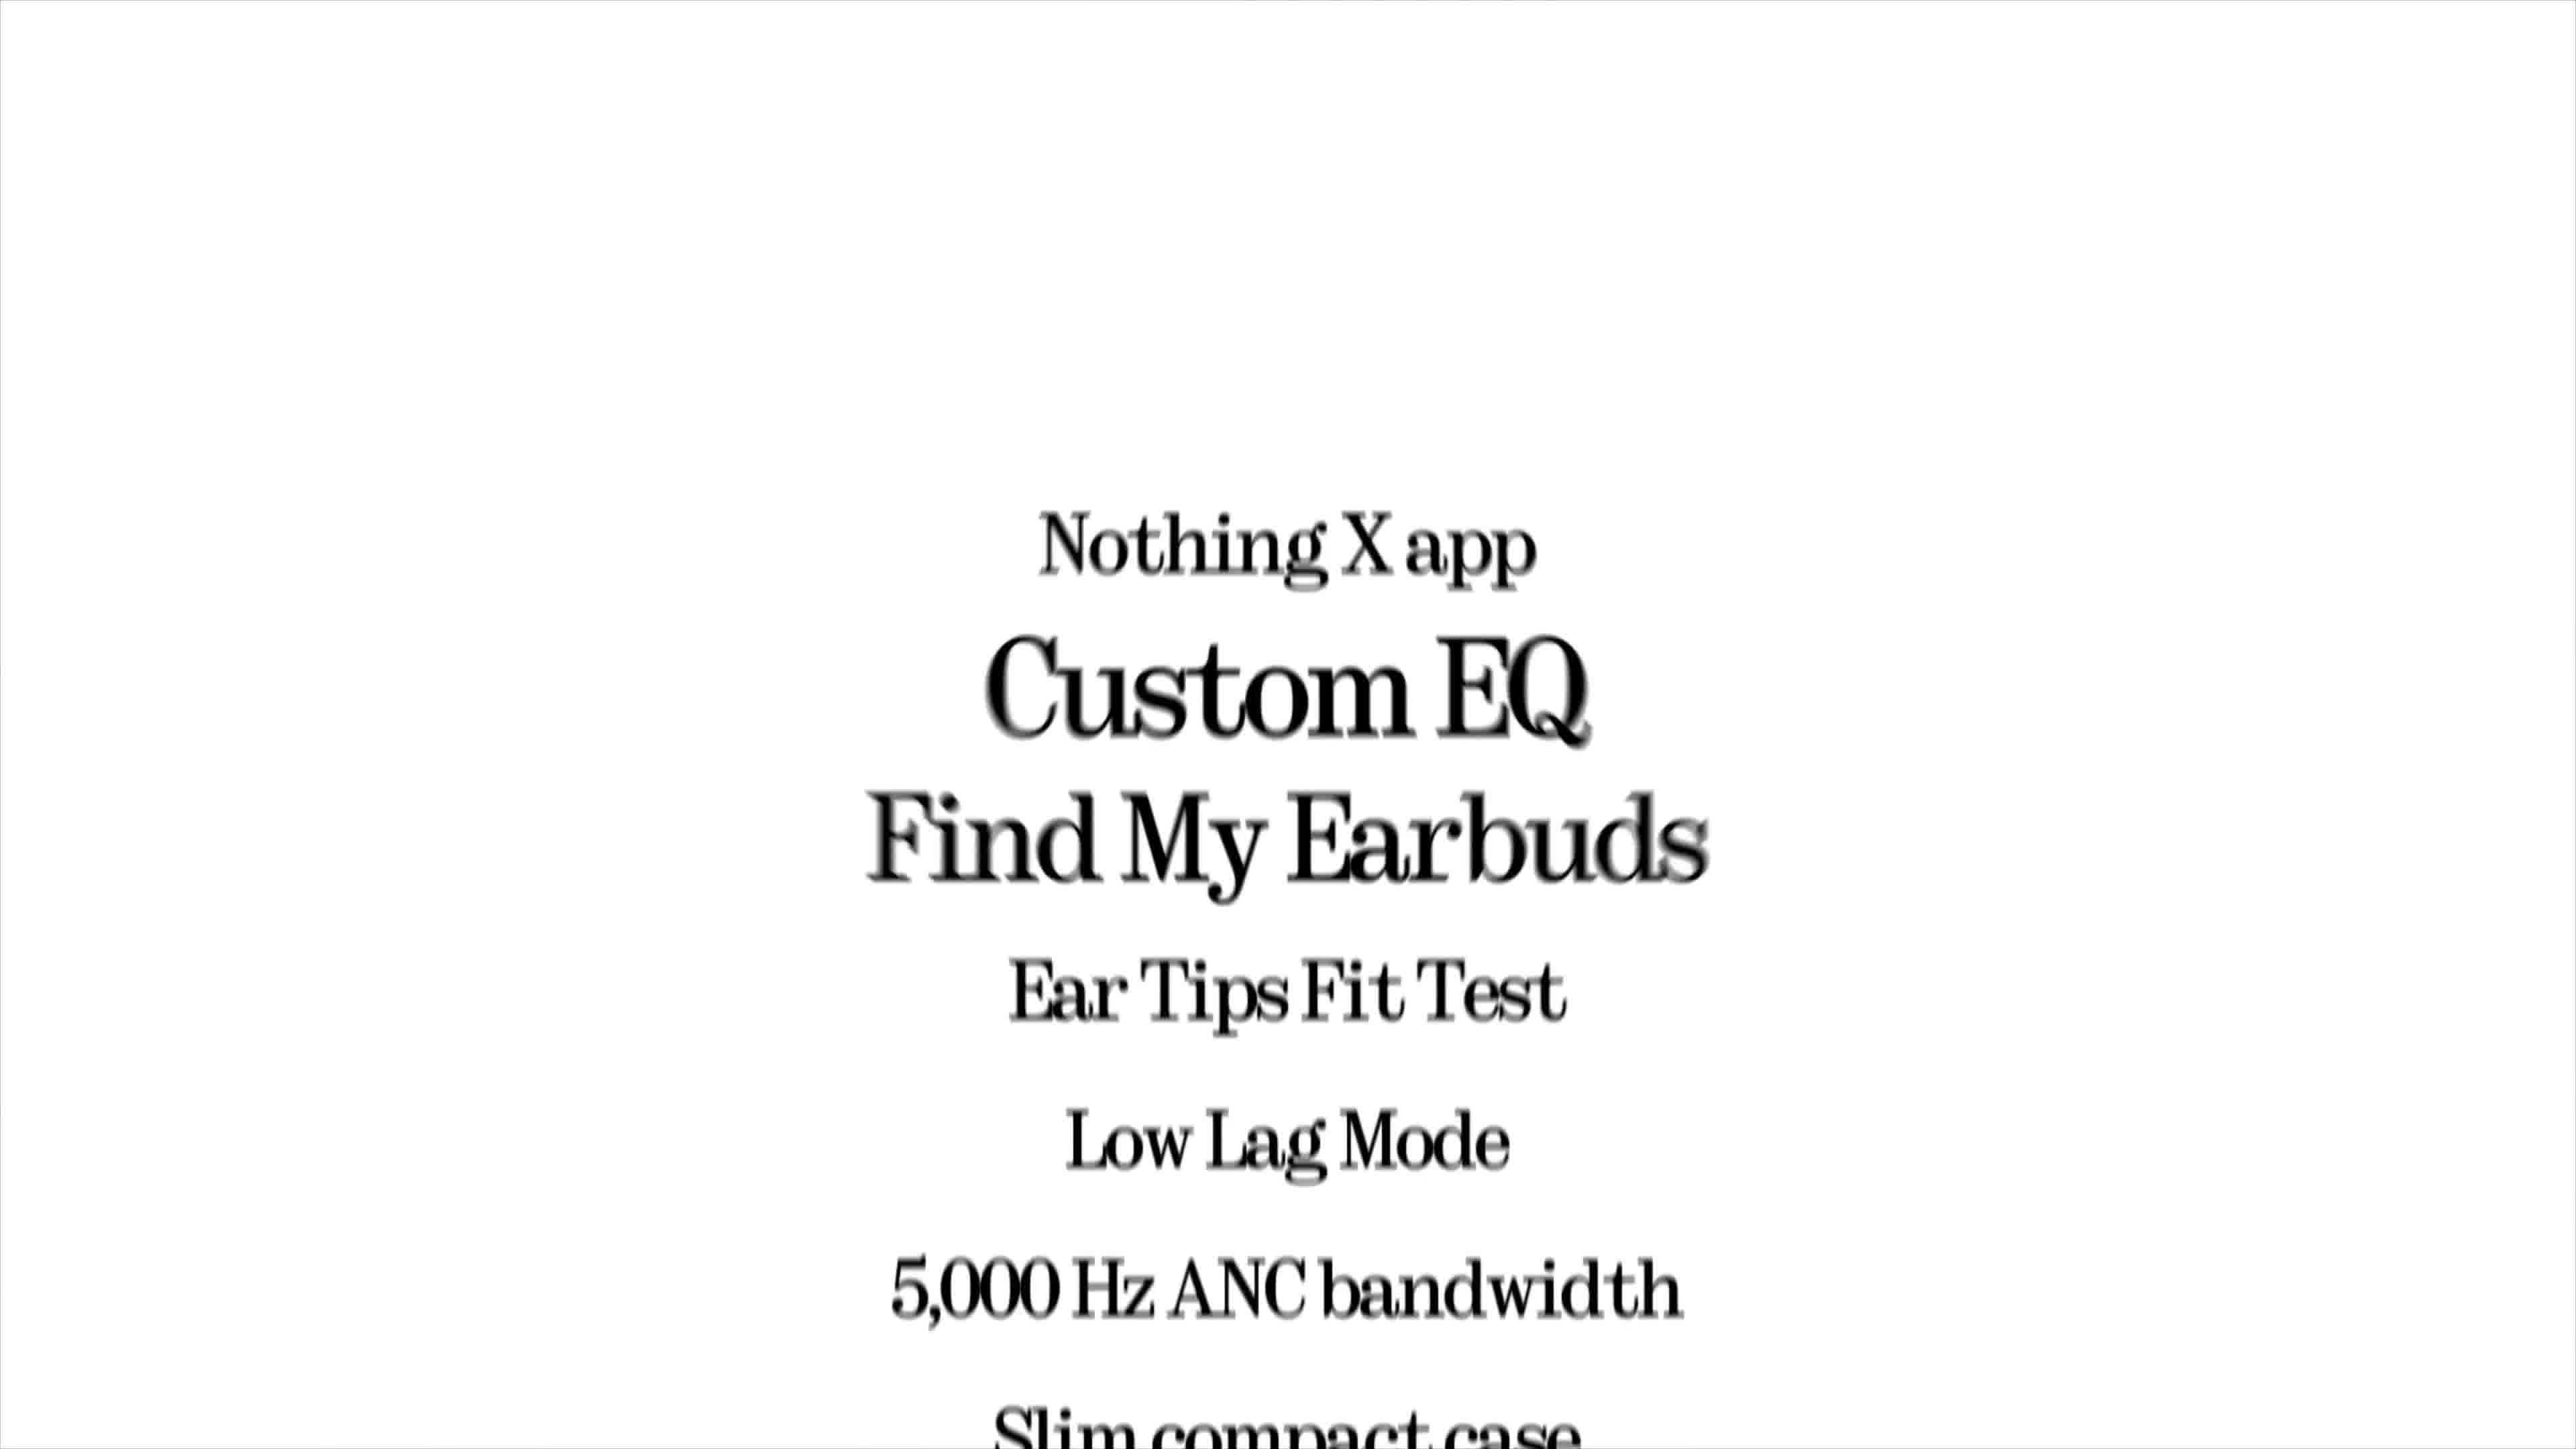 Nothing X app
Custom EQ
Find My Earbuds
Ear Tips Fit Test
Low Lag Mode
5,000 Hz ANC bandwidth
Slim compact case